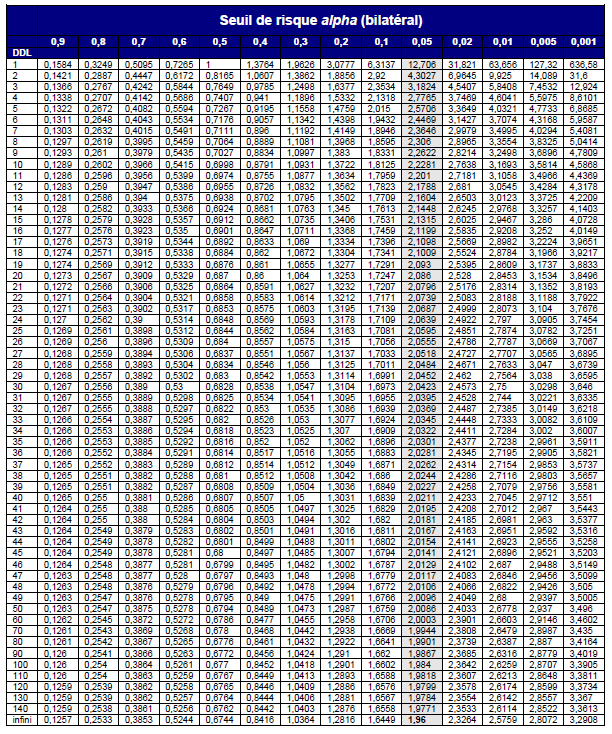 Seuil de risque alpha (bilatéral)
0,9 0,8 0,7 0,6 0,5 0,4 0,3 0,2 0,1 0,05 0,02 0,01 0,005 0,001
DDL
1 0,1584 0,3249 0,5095 0,7265 1 1,3764 1,9626 3,0777 6,3137 12,706 31,821 63,656 127,32 636,58
2 0,1421 0,2887 0,4447 0,6172 0,8165 1,0607 1,3862 1,8856 2,92 4,3027 6,9645 9,925 14,089 31,6
3 0,1366 0,2767 0,4242 0,5844 0,7649 0,9785 1,2498 1,6377 2,3534 3,1824 4,5407 5,8408 7,4532 12,924
4 0,1338 0,2707 0,4142 0,5686 0,7407 0,941 1,1896 1,5332 2,1318 2,7765 3,7469 4,6041 5,5975 8,6101
5 0,1322 0,2672 0,4082 0,5594 0,7267 0,9195 1,1558 1,4759 2,015 2,5706 3,3649 4,0321 4,7733 6,8685
6 0,1311 0,2648 0,4043 0,5534 0,7176 0,9057 1,1342 1,4398 1,9432 2,4469 3,1427 3,7074 4,3168 5,9587
7 0,1303 0,2632 0,4015 0,5491 0,7111 0,896 1,1192 1,4149 1,8946 2,3646 2,9979 3,4995 4,0294 5,4081
8 0,1297 0,2619 0,3995 0,5459 0,7064 0,8889 1,1081 1,3968 1,8595 2,306 2,8965 3,3554 3,8325 5,0414
9 0,1293 0,261 0,3979 0,5435 0,7027 0,8834 1,0997 1,383 1,8331 2,2622 2,8214 3,2498 3,6896 4,7809
10 0,1289 0,2602 0,3966 0,5415 0,6998 0,8791 1,0931 1,3722 1,8125 2,2281 2,7638 3,1693 3,5814 4,5868
11 0,1286 0,2596 0,3956 0,5399 0,6974 0,8755 1,0877 1,3634 1,7959 2,201 2,7181 3,1058 3,4966 4,4369
12 0,1283 0,259 0,3947 0,5386 0,6955 0,8726 1,0832 1,3562 1,7823 2,1788 2,681 3,0545 3,4284 4,3178
13 0,1281 0,2586 0,394 0,5375 0,6938 0,8702 1,0795 1,3502 1,7709 2,1604 2,6503 3,0123 3,3725 4,2209
14 0,128 0,2582 0,3933 0,5366 0,6924 0,8681 1,0763 1,345 1,7613 2,1448 2,6245 2,9768 3,3257 4,1403
15 0,1278 0,2579 0,3928 0,5357 0,6912 0,8662 1,0735 1,3406 1,7531 2,1315 2,6025 2,9467 3,286 4,0728
16 0,1277 0,2576 0,3923 0,535 0,6901 0,8647 0,0711 1,3368 1,7459 2,1199 2,5835 2,9208 3,252 4,0149
17 0,1276 0,2573 0,3919 0,5344 0,6892 0,8633 1,069 1,3334 1,7396 2,1098 2,5669 2,8982 3,2224 3,9651
18 0,1274 0,2571 0,3915 0,5338 0,6884 0,862 1,0672 1,3304 1,7341 2,1009 2,5524 2,8784 3,1966 3,9217
19 0,1274 0,2569 0,3912 0,5333 0,6876 0,861 1,0655 1,3277 1,7291 2,093 2,5395 2,8609 3,1737 3,8833
20 0,1273 0,2567 0,3909 0,5329 0,687 0,86 1,064 1,3253 1,7247 2,086 2,528 2,8453 3,1534 3,8496
21 0,1272 0,2566 0,3906 0,5325 0,6864 0,8591 1,0627 1,3232 1,7207 2,0796 2,5176 2,8314 3,1352 3,8193
22 0,1271 0,2564 0,3904 0,5321 0,6858 0,8583 1,0614 1,3212 1,7171 2,0739 2,5083 2,8188 3,1188 3,7922
23 0,1271 0,2563 0,3902 0,5317 0,6853 0,8575 1,0603 1,3195 1,7139 2,0687 2,4999 2,8073 3,104 3,7676
24 0,127 0,2562 0,39 0,5314 0,6848 0,8569 1,0593 1,3178 1,7109 2,0639 2,4922 2,797 3,0905 3,7454
25 0,1269 0,2561 0,3898 0,5312 0,6844 0,8562 1,0584 1,3163 1,7081 2,0595 2,4851 2,7874 3,0782 3,7251
26 0,1269 0,256 0,3896 0,5309 0,684 0,8557 1,0575 1,315 1,7056 2,0555 2,4786 2,7787 3,0669 3,7067
27 0,1268 0,2559 0,3894 0,5306 0,6837 0,8551 1,0567 1,3137 1,7033 2,0518 2,4727 2,7707 3,0565 3,6895
28 0,1268 0,2558 0,3893 0,5304 0,6834 0,8546 1,056 1,3125 1,7011 2,0484 2,4671 2,7633 3,047 3,6739
29 0,1268 0,2557 0,3892 0,5302 0,683 0,8542 1,0553 1,3114 1,6991 2,0452 2,462 2,7564 3,038 3,6595
30 0,1267 0,2556 0,389 0,53 0,6828 0,8538 1,0547 1,3104 1,6973 2,0423 2,4573 2,75 3,0298 3,646
31 0,1267 0,2555 0,3889 0,5298 0,6825 0,8534 1,0541 1,3095 1,6955 2,0395 2,4528 2,744 3,0221 3,6335
32 0,1267 0,2555 0,3888 0,5297 0,6822 0,853 1,0535 1,3086 1,6939 2,0369 2,4487 2,7385 3,0149 3,6218
33 0,1266 0,2554 0,3887 0,5295 0,682 0,8526 1,053 1,3077 1,6924 2,0345 2,4448 2,7333 3,0082 3,6109
34 0,1266 0,2553 0,3886 0,5294 0,6818 0,8523 1,0525 1,307 1,6909 2,0322 2,4411 2,7284 3,002 3,6007
35 0,1266 0,2553 0,3885 0,5292 0,6816 0,852 1,052 1,3062 1,6896 2,0301 2,4377 2,7238 2,9961 3,5911
36 0,1266 0,2552 0,3884 0,5291 0,6814 0,8517 1,0516 1,3055 1,6883 2,0281 2,4345 2,7195 2,9905 3,5821
37 0,1265 0,2552 0,3883 0,5289 0,6812 0,8514 1,0512 1,3049 1,6871 2,0262 2,4314 2,7154 2,9853 3,5737
38 0,1265 0,2551 0,3882 0,5288 0,681 0,8512 1,0508 1,3042 1,686 2,0244 2,4286 2,7116 2,9803 3,5657
39 0,1265 0,2551 0,3882 0,5287 0,6808 0,8509 1,0504 1,3036 1,6849 2,0227 2,4258 2,7079 2,9756 3,5581
40 0,1265 0,255 0,3881 0,5286 0,6807 0,8507 1,05 1,3031 1,6839 2,0211 2,4233 2,7045 2,9712 3,551
41 0,1264 0,255 0,388 0,5285 0,6805 0,8505 1,0497 1,3025 1,6829 2,0195 2,4208 2,7012 2,967 3,5443
42 0,1264 0,255 0,388 0,5284 0,6804 0,8503 1,0494 1,302 1,682 2,0181 2,4185 2,6981 2,963 3,5377
43 0,1264 0,2549 0,3879 0,5283 0,6802 0,8501 1,0491 1,3016 1,6811 2,0167 2,4163 2,6951 2,9592 3,5316
44 0,1264 0,2549 0,3878 0,5282 0,6801 0,8499 1,0488 1,3011 1,6802 2,0154 2,4141 2,6923 2,9555 3,5258
45 0,1264 0,2549 0,3878 0,5281 0,68 0,8497 1,0485 1,3007 1,6794 2,0141 2,4121 2,6896 2,9521 3,5203
46 0,1264 0,2548 0,3877 0,5281 0,6799 0,8495 1,0482 1,3002 1,6787 2,0129 2,4102 2,687 2,9488 3,5149
47 0,1263 0,2548 0,3877 0,528 0,6797 0,8493 1,048 1,2998 1,6779 2,0117 2,4083 2,6846 2,9456 3,5099
48 0,1263 0,2548 0,3876 0,5279 0,6796 0,8492 1,0478 1,2994 1,6772 2,0106 2,4066 2,6822 2,9426 3,505
49 0,1263 0,2547 0,3876 0,5278 0,6795 0,849 1,0475 1,2991 1,6766 2,0096 2,4049 2,68 2,9397 3,5005
50 0,1263 0,2547 0,3875 0,5278 0,6794 0,8489 1,0473 1,2987 1,6759 2,0086 2,4033 2,6778 2,937 3,496
60 0,1262 0,2545 0,3872 0,5272 0,6786 0,8477 1,0455 1,2958 1,6706 2,0003 2,3901 2,6603 2,9146 3,4602
70 0,1261 0,2543 0,3869 0,5268 0,678 0,8468 1,0442 1,2938 1,6669 1,9944 2,3808 2,6479 2,8987 3,435
80 0,1261 0,2542 0,3867 0,5265 0,6776 0,8461 1,0432 1,2922 1,6641 1,9901 2,3739 2,6387 2,887 3,4164
90 0,126 0,2541 0,3866 0,5263 0,6772 0,8456 1,0424 1,291 1,662 1,9867 2,3685 2,6316 2,8779 3,4019
100 0,126 0,254 0,3864 0,5261 0,677 0,8452 1,0418 1,2901 1,6602 1,984 2,3642 2,6259 2,8707 3,3905
110 0,126 0,254 0,3863 0,5259 0,6767 0,8449 1,0413 1,2893 1,6588 1,9818 2,3607 2,6213 2,8648 3,3811
120 0,1259 0,2539 0,3862 0,5258 0,6765 0,8446 1,0409 1,2886 1,6576 1,9799 2,3578 2,6174 2,8599 3,3734
130 0,1259 0,2539 0,3862 0,5257 0,6764 0,8444 1,0406 1,2881 1,6567 1,9784 2,3554 2,6142 2,8557 3,367
140 0,1259 0,2538 0,3861 0,5256 0,6762 0,8442 1,0403 1,2876 1,6558 1,9771 2,3533 2,6114 2,8522 3,3613
infini 0,1257 0,2533 0,3853 0,5244 0,6744 0,8416 1,0364 1,2816 1,6449 1,96 2,3264 2,5759 2,8072 3,2908